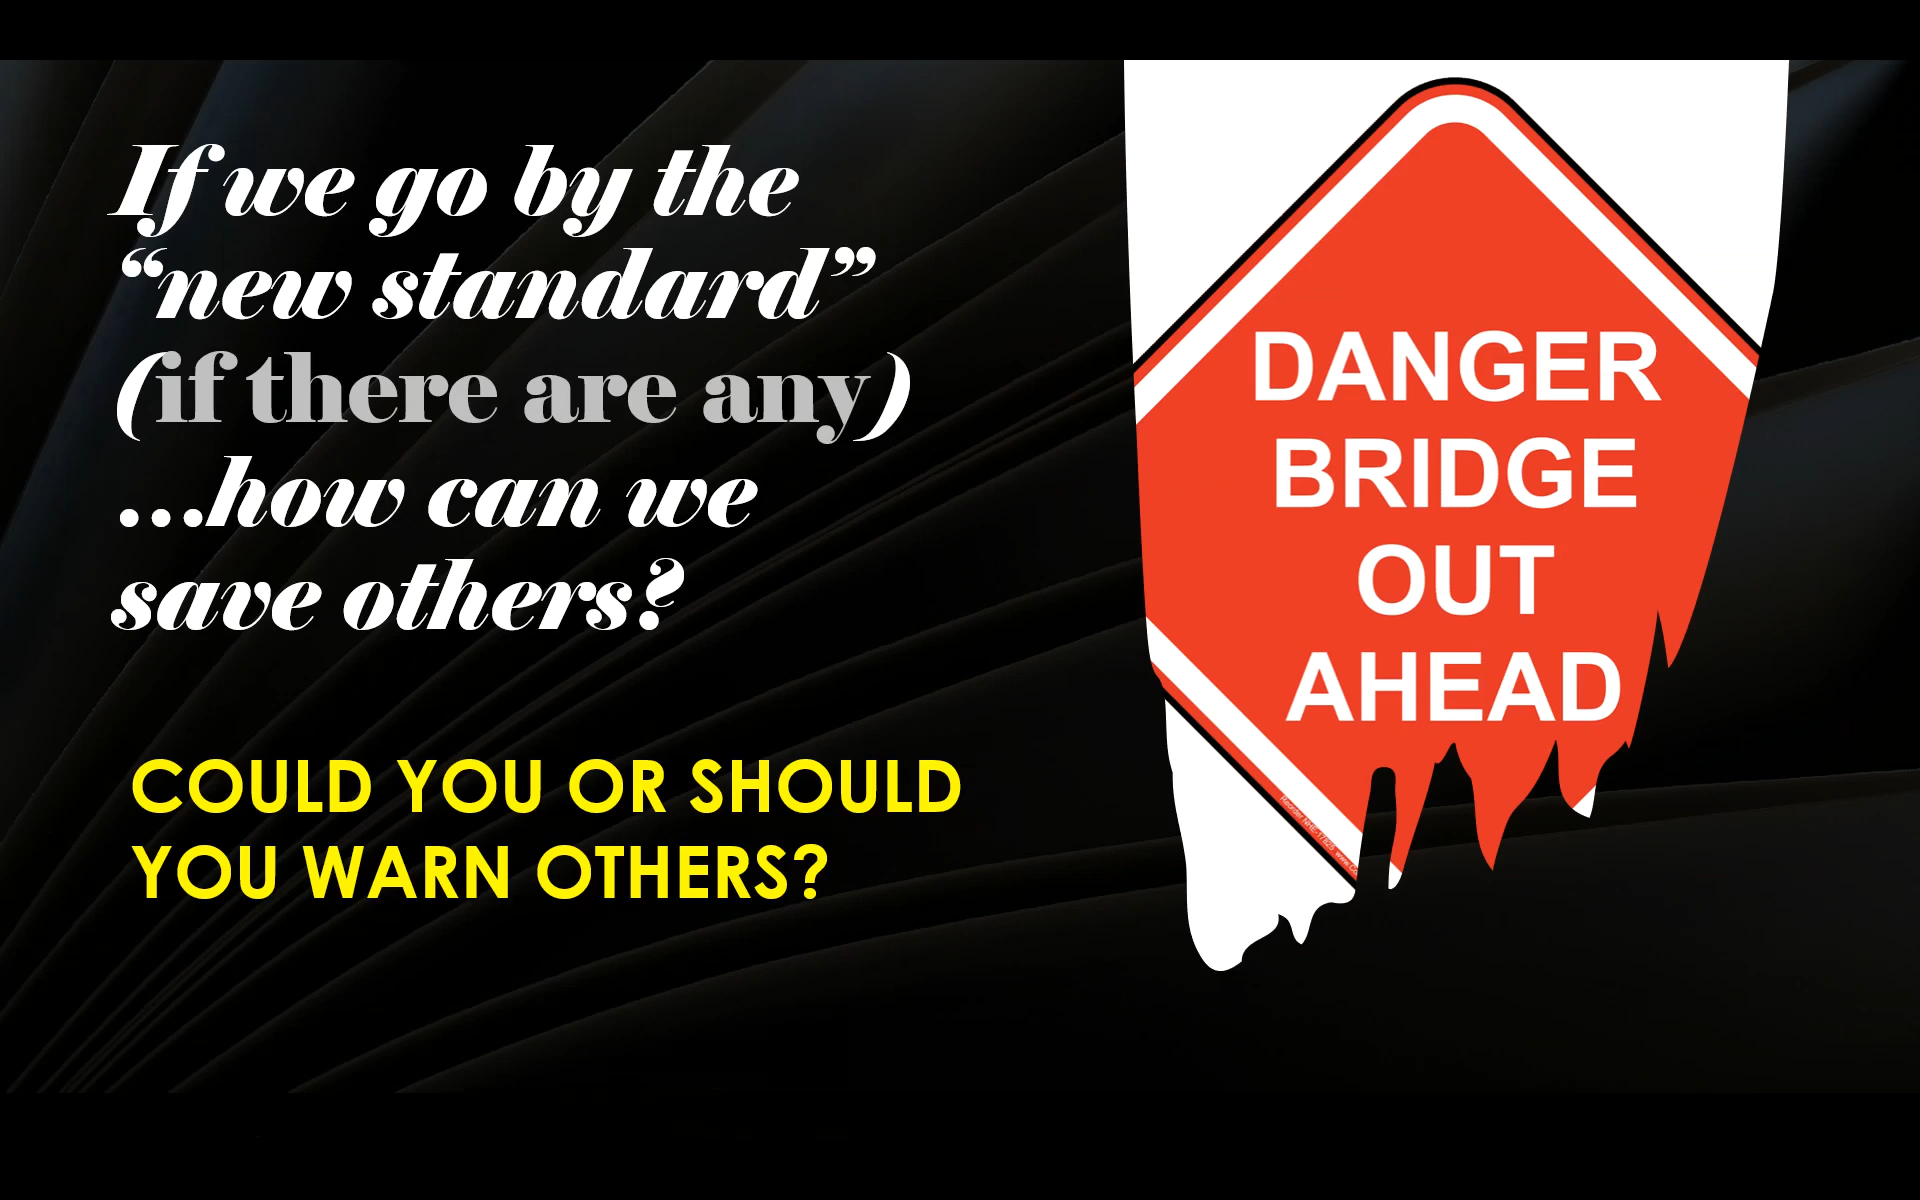 If we go by the
“new standard”
(if there are any)
...how can we
save others?
COULD YOU OR SHOULD
YOU WARN OTHERS?
DANGER
BRIDGE
OUT
AHEAD